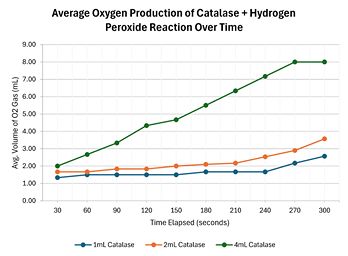 Average Oxygen Production of Catalase + Hydrogen
Peroxide Reaction Over Time
Avg. Volume of O2 Gas (mL)
9.00
8.00
7.00
6.00
5.00
4.00
3.00
2.00
1.00
0.00
30 60 90 120 150 180 210 240 270 300
Time Elapsed (seconds)
1mL Catalase 2mL Catalase 4mL Catalase